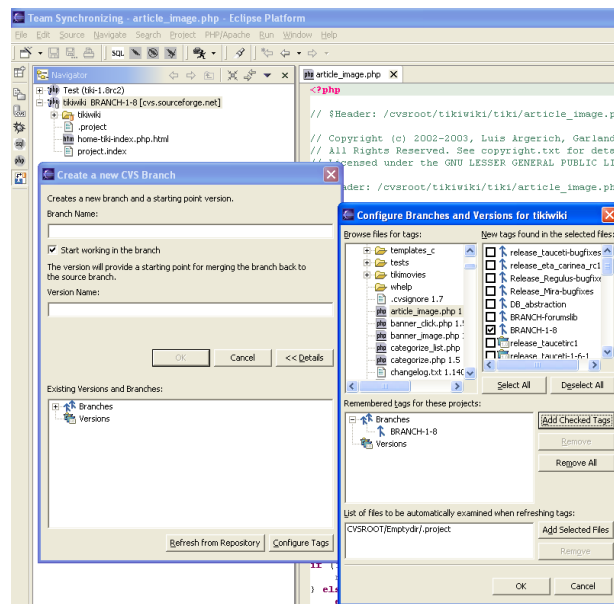 Team Synchronizing - article_image.php - Eclipse Platform
File Edit Source Navigate Search Project PHP/Apache Run Window Help
SQL
Navigator
Test (tiki-1.8rc2)
tikiwiki BRANCH-1-8 [cvs.sourceforge.net]
tikiwiki
.project
home-tiki-index.php.html
project.index
article_image.php
<?php
// $Header: /cvsroot/tikiwiki/tiki/article_image.p
// Copyright (c) 2002-2003, Luis Argerich, Garland
// All Rights Reserved. See copyright.txt for deta
// Licensed under the GNU LESSER GENERAL PUBLIC LI
ader: /cvsroot/tikiwiki/tiki/article_image.ph
Create a new CVS Branch
Creates a new branch and a starting point version.
Branch Name:
Start working in the branch
The version will provide a starting point for merging the branch back to
the source branch.
Version Name:
OK
Cancel
<< Details
Existing Versions and Branches:
Branches
Versions
Refresh from Repository
Configure Tags
Configure Branches and Versions for tikiwiki
Browse files for tags:
templates_c
tests
tikimovies
whelp
.cvsignore 1.7
article_image.php 1
banner_click.php 1.
banner_image.php
categorize_list.php
categorize.php 1.5
changelog.txt 1.140
New tags found in the selected files:
release_tauceti-bugfixes
release_eta_carinea_rc1
Release_Regulus-bugfix
Release_Mira-bugfixes
DB_abstraction
BRANCH-forumslib
BRANCH-1-8
release_taucetirc1
release_tauceti-1-6-1
Select All
Deselect All
Remembered tags for these projects:
Branches
BRANCH-1-8
Versions
Add Checked Tags
Remove
Remove All
List of files to be automatically examined when refreshing tags:
CVSROOT/Emptydir/.project
Add Selected Files
Remove
OK
Cancel
if (
} els